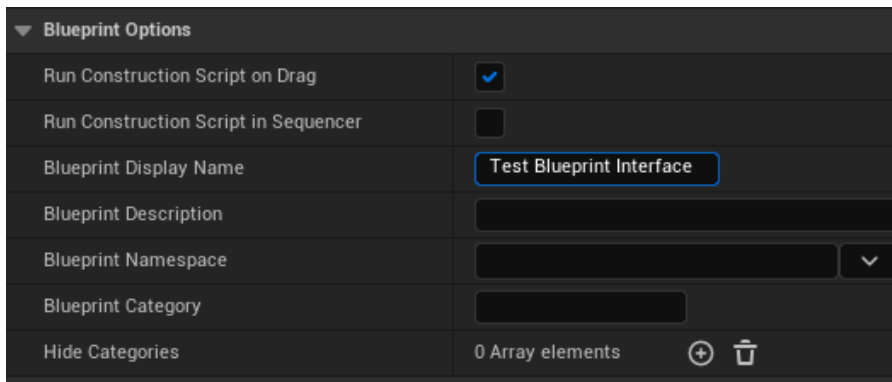 Blueprint Options
Run Construction Script on Drag
Run Construction Script in Sequencer
Blueprint Display Name Test Blueprint Interface
Blueprint Description
Blueprint Namespace
Blueprint Category
Hide Categories 0 Array elements